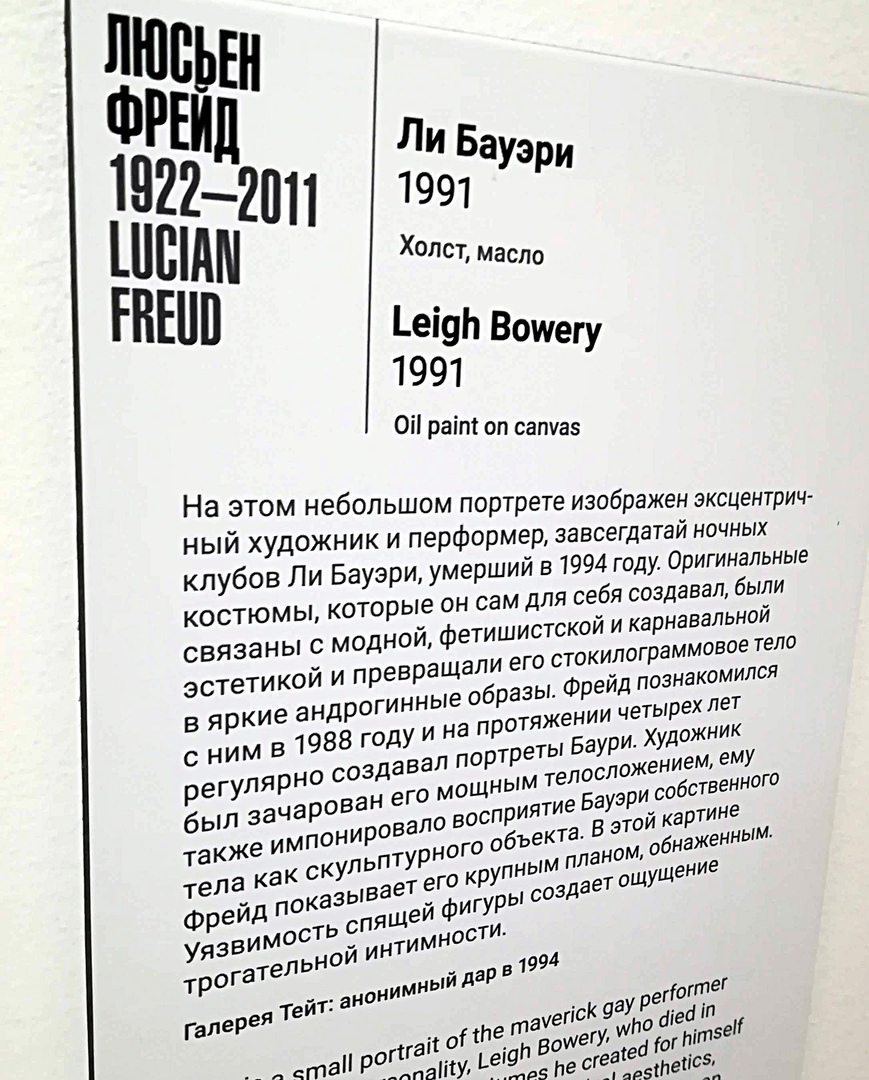 ЛЮСЬЕН
ФРЕЙД
1922—2011
LUCIAN
FREUD
Ли Бауэри
1991
Холст, масло
Leigh Bowery
1991
Oil paint on canvas
На этом небольшом портрете изображен эксцентрич-
ный художник и перформер, завсегдатай ночных
клубов Ли Бауэри, умерший в 1994 году. Оригинальные
костюмы, которые он сам для себя создавал, были
связаны с модной, фетишистской и карнавальной
эстетикой и превращали его стокилограммовое тело
в яркие андрогинные образы. Фрейд познакомился
с ним в 1988 году и на протяжении четырех лет
регулярно создавал портреты Баури. Художник
был зачарован его мощным телосложением, ему
также импонировало восприятие Бауэри собственного
тела как скульптурного объекта. В этой картине
Фрейд показывает его крупным планом, обнаженным.
Уязвимость спящей фигуры создает ощущение
трогательной интимности.
Галерея Тейт: анонимный дар в 1994
a small portrait of the maverick gay performer
Leigh Bowery, who died in
he created for himself
aesthetics,